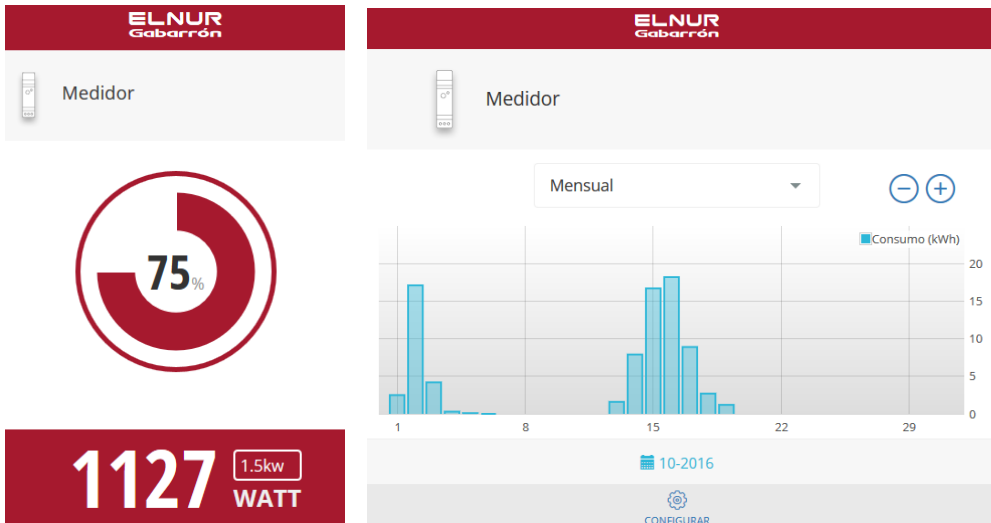 ELNUR
Gabarrón
Medidor
75%
1127
1.5kw
WATT
ELNUR
Gabarrón
Medidor
Mensual
Consumo (kWh)
20
15
10
5
0
1 8 15 22 29
10-2016
CONFIGURAR